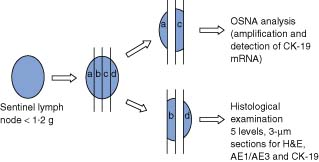 OSNA analysis
(amplification and
detection of CK-19
mRNA)
a c
a b c d
Sentinel lymph
node < 1·2 g
b d
Histological
examination
5 levels, 3-μm
sections for H&E,
AE1/AE3 and CK-19